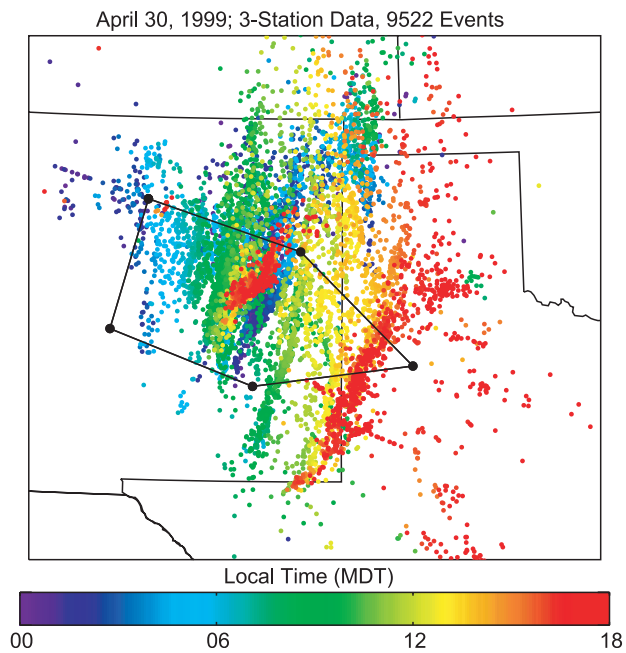 April 30, 1999; 3-Station Data, 9522 Events
Local Time (MDT)
00 06 12 18